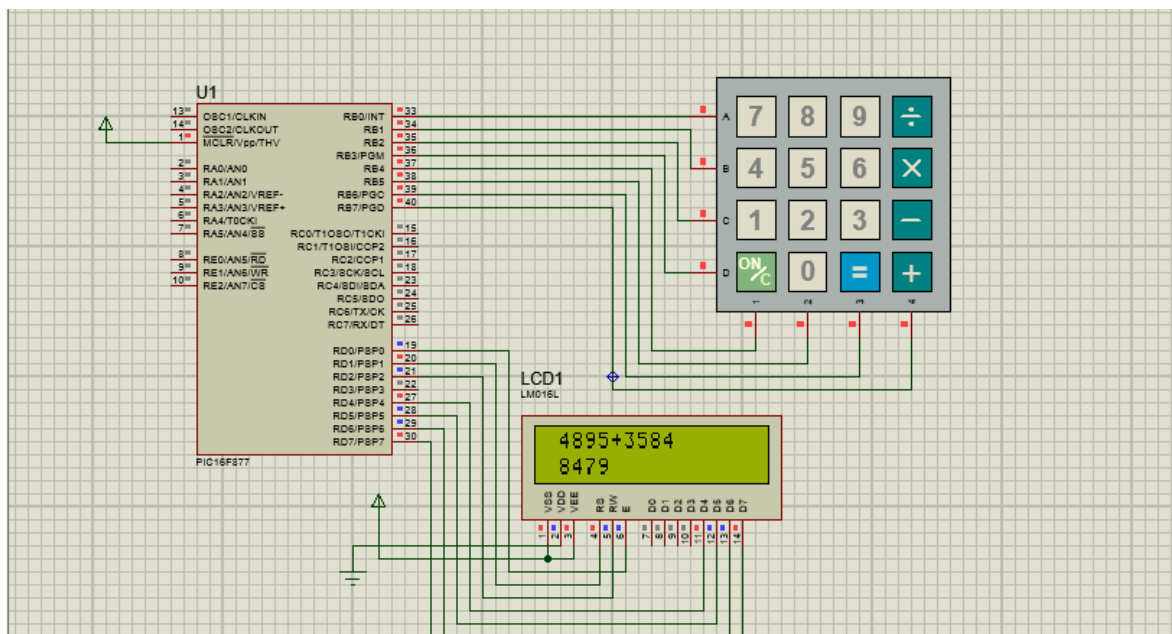 U1
13 OSC1/CLKIN
14 OSC2/CLKOUT
1 MCLR/Vpp/THV
2 RA0/AN0
3 RA1/AN1
4 RA2/AN2/VREF-
5 RA3/AN3/VREF+
6 RA4/T0CKI
7 RA5/AN4/SS
8 RE0/AN5/RD
9 RE1/AN6/WR
10 RE2/AN7/CS
RB0/INT 33
RB1 34
RB2 35
RB3/PGM 36
RB4 37
RB5 38
RB6/PGC 39
RB7/PGD 40
RC0/T1OSO/T1CKI 15
RC1/T1OSI/CCP2 16
RC2/CCP1 17
RC3/SCK/SCL 18
RC4/SDI/SDA 23
RC5/SDO 24
RC6/TX/CK 25
RC7/RX/DT 26
RD0/PSP0 19
RD1/PSP1 20
RD2/PSP2 21
RD3/PSP3 22
RD4/PSP4 27
RD5/PSP5 28
RD6/PSP6 29
RD7/PSP7 30
PIC16F877
A 7 8 9 ÷
B 4 5 6 ×
C 1 2 3 −
D ON/C 0 = +
1 2 3 4
LCD1
LM016L
4895+3584
8479
VSS VDD VEE RS RW E D0 D1 D2 D3 D4 D5 D6 D7
1 2 3 4 5 6 7 8 9 10 11 12 13 14